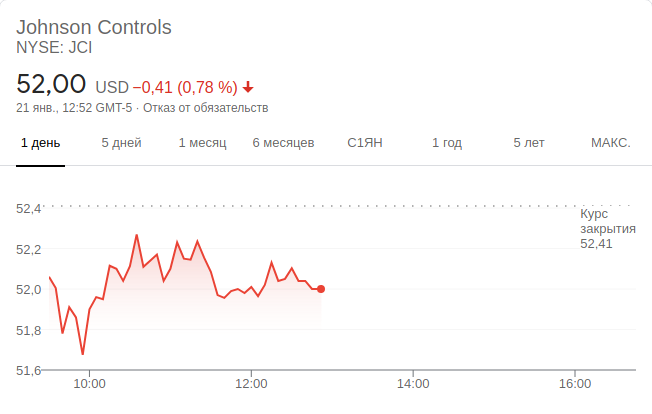 Johnson Controls
NYSE: JCI
52,00 USD −0,41 (0,78 %)
21 янв., 12:52 GMT-5 · Отказ от обязательств
1 день 5 дней 1 месяц 6 месяцев С1ЯН 1 год 5 лет МАКС.
52,4
Курс
закрытия
52,41
52,2
52,0
51,8
51,6
10:00 12:00 14:00 16:00